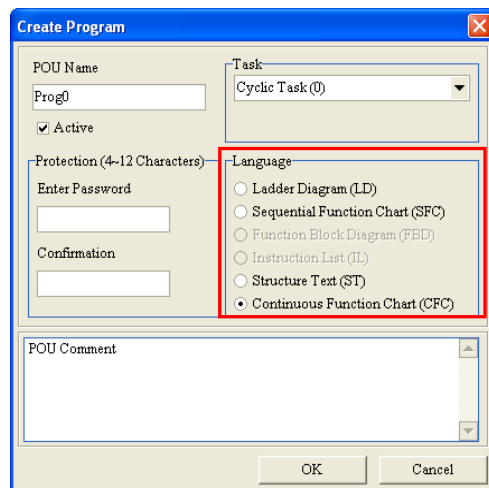 Create Program
POU Name
Prog0
Active
Task
Cyclic Task (0)
Protection (4~12 Characters)
Enter Password
Confirmation
Language
Ladder Diagram (LD)
Sequential Function Chart (SFC)
Function Block Diagram (FBD)
Instruction List (IL)
Structure Text (ST)
Continuous Function Chart (CFC)
POU Comment
OK
Cancel